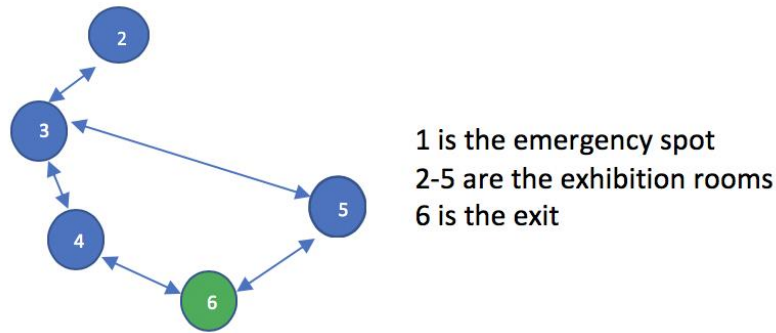 2
3
1 is the emergency spot
2-5 are the exhibition rooms
5
6 is the exit
4
6